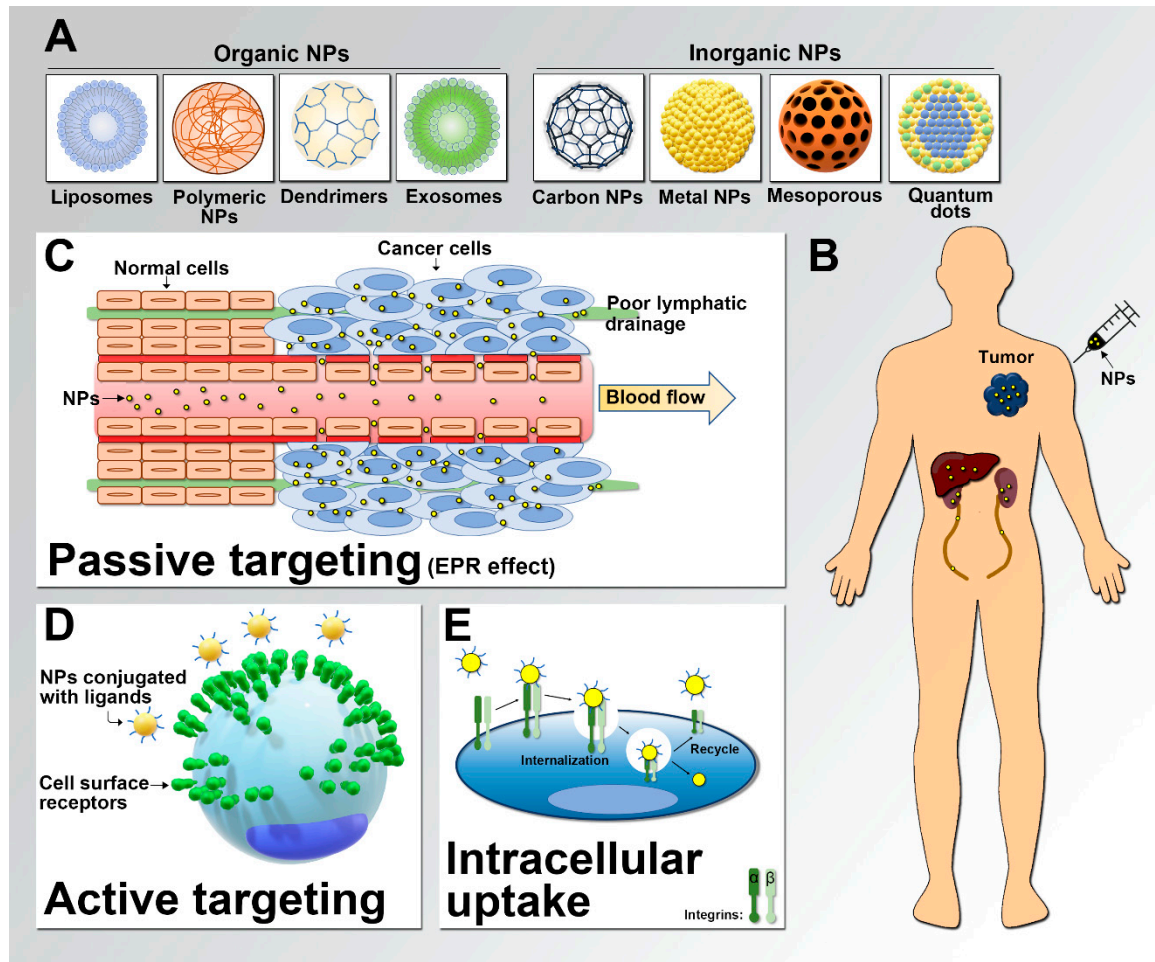 A
Organic NPs
Inorganic NPs
Liposomes
Polymeric
NPs
Dendrimers
Exosomes
Carbon NPs
Metal NPs
Mesoporous
Quantum
dots
B
Tumor
NPs
C
Normal cells
Cancer cells
Poor lymphatic
drainage
NPs
Blood flow
Passive targeting (EPR effect)
D
NPs conjugated
with ligands
Cell surface
receptors
Active targeting
E
Internalization
Recycle
Intracellular
uptake
Integrins:
α β